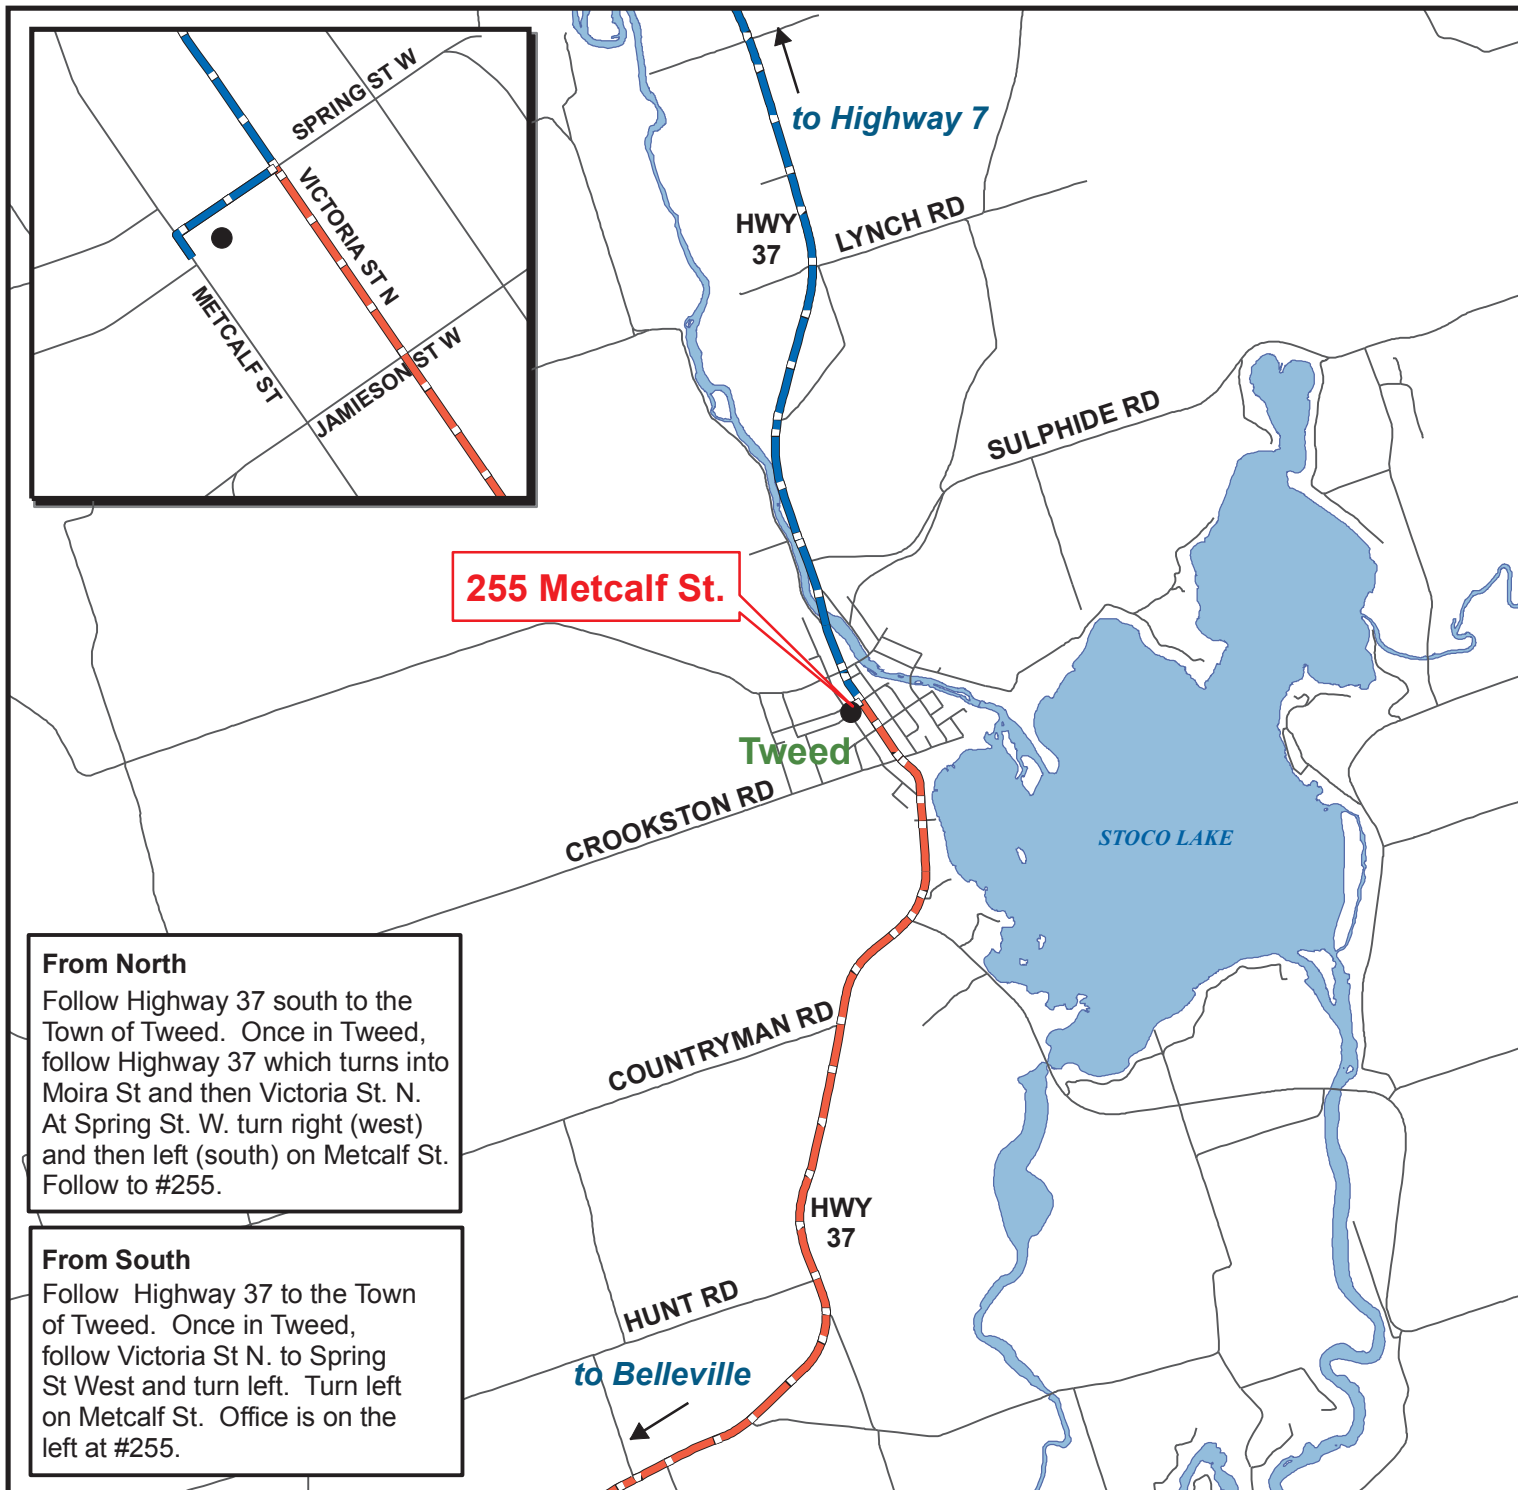 SPRING ST W
VICTORIA ST N
METCALF ST
JAMIESON ST W
to Highway 7
HWY
37
LYNCH RD
SULPHIDE RD
255 Metcalf St.
Tweed
CROOKSTON RD
STOCO LAKE
COUNTRYMAN RD
HWY
37
HUNT RD
to Belleville
From North
Follow Highway 37 south to the
Town of Tweed.  Once in Tweed,
follow Highway 37 which turns into
Moira St and then Victoria St. N.
At Spring St. W. turn right (west)
and then left (south) on Metcalf St.
Follow to #255.
From South
Follow  Highway 37 to the Town
of Tweed.  Once in Tweed,
follow Victoria St N. to Spring
St West and turn left.  Turn left
on Metcalf St.  Office is on the
left at #255.